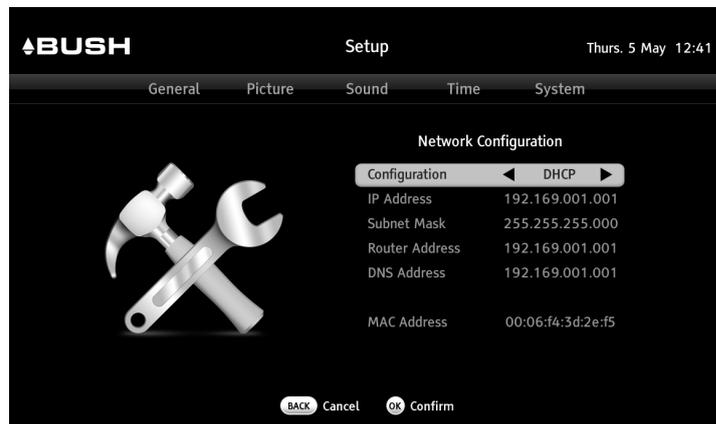 BUSH Setup Thurs. 5 May 12:41
General Picture Sound Time System
Network Configuration
Configuration DHCP
IP Address 192.169.001.001
Subnet Mask 255.255.255.000
Router Address 192.169.001.001
DNS Address 192.169.001.001
MAC Address 00:06:f4:3d:2e:f5
BACK Cancel OK Confirm